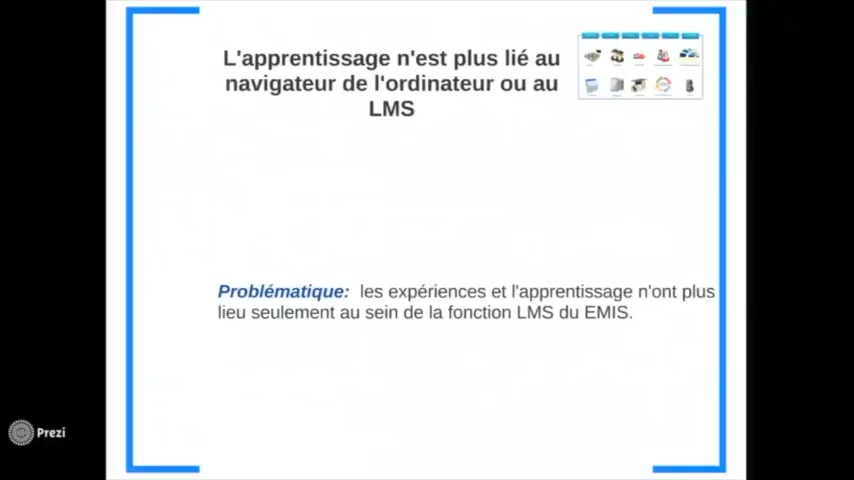 L'apprentissage n'est plus lié au
navigateur de l'ordinateur ou au
LMS
Problématique: les expériences et l'apprentissage n'ont plus
lieu seulement au sein de la fonction LMS du EMIS.
Prezi